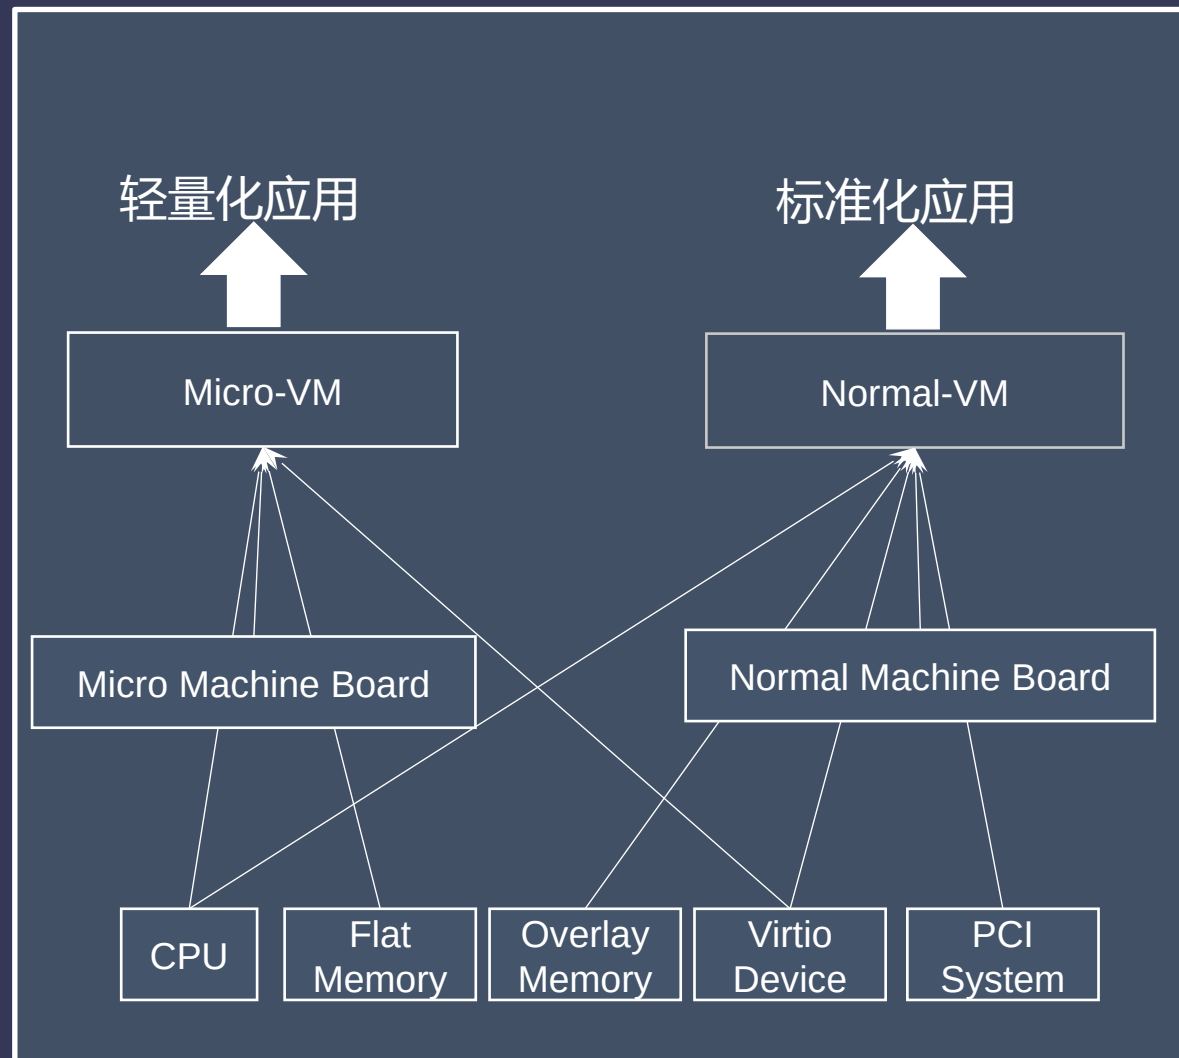 轻量化应用
标准化应用
Micro-VM
Normal-VM
Micro Machine Board
Normal Machine Board
CPU
Flat
Memory
Overlay
Memory
Virtio
Device
PCI
System